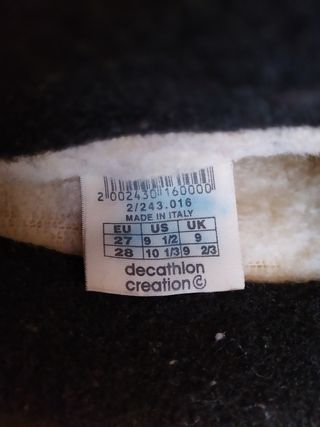 2 002430 160000
2/243.016
MADE IN ITALY
EU US UK
27 9 1/2 9
28 10 1/3 9 2/3
decathlon
creation ©